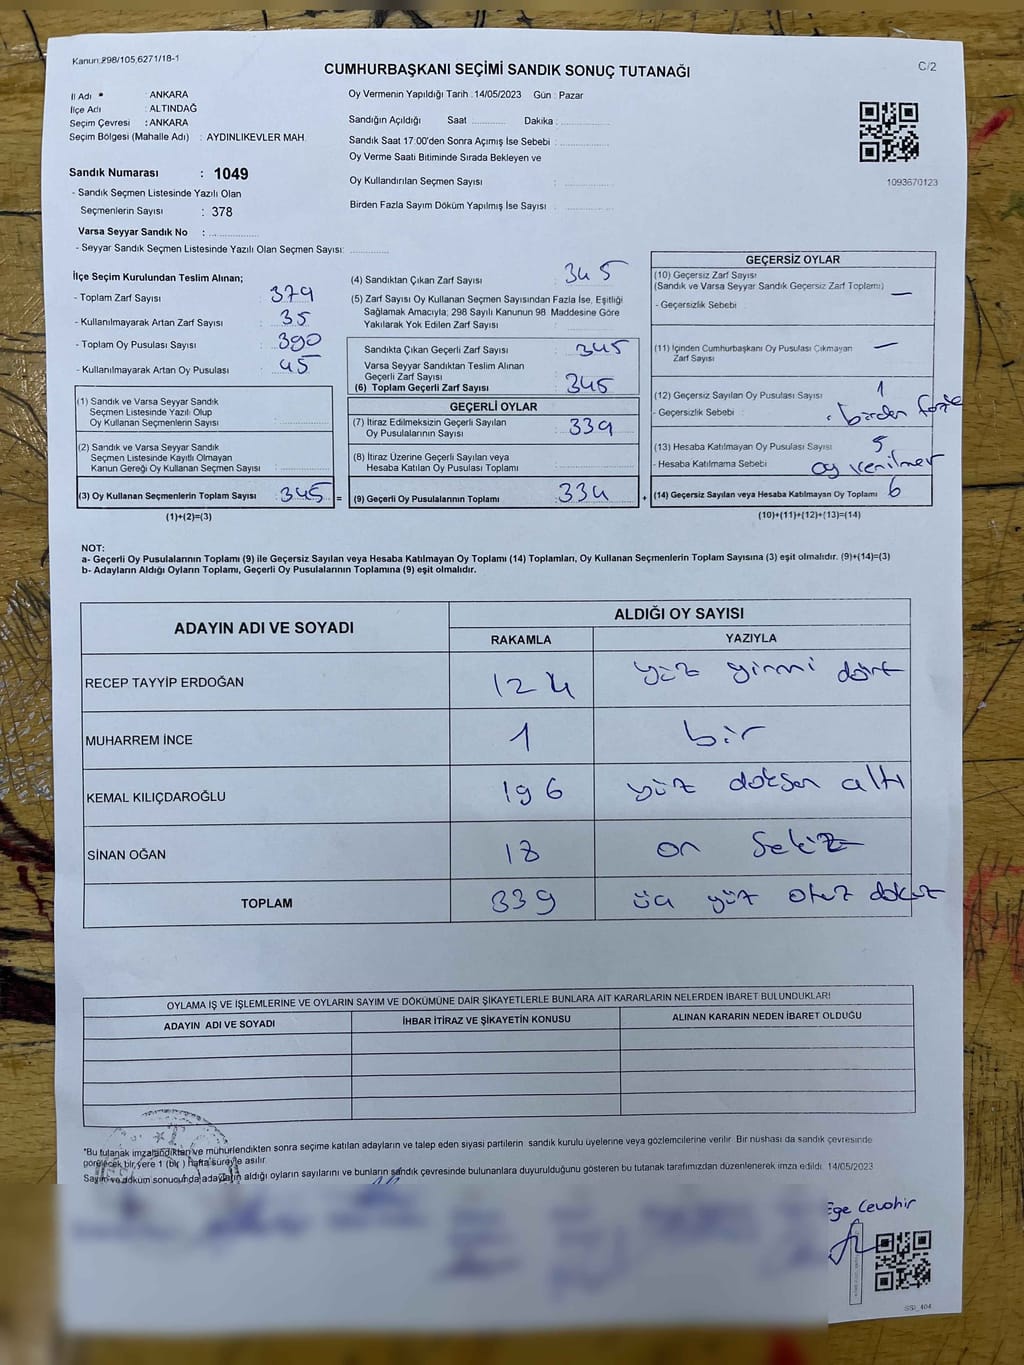 Kanun:298/105,6271/18-1
C/2
CUMHURBAŞKANI SEÇİMİ SANDIK SONUÇ TUTANAĞI
İl Adı : ANKARA
İlçe Adı : ALTINDAĞ
Seçim Çevresi : ANKARA
Seçim Bölgesi (Mahalle Adı) : AYDINLIKEVLER MAH.
Sandık Numarası : 1049
- Sandık Seçmen Listesinde Yazılı Olan
Seçmenlerin Sayısı : 378
Varsa Seyyar Sandık No :
- Seyyar Sandık Seçmen Listesinde Yazılı Olan Seçmen Sayısı:
Oy Vermenin Yapıldığı Tarih :14/05/2023 Gün : Pazar
Sandığın Açıldığı Saat Dakika :
Sandık Saat 17:00'den Sonra Açımış İse Sebebi :
Oy Verme Saati Bitiminde Sırada Bekleyen ve
Oy Kullandırılan Seçmen Sayısı :
Birden Fazla Sayım Döküm Yapılmış İse Sayısı :
1093670123
İlçe Seçim Kurulundan Teslim Alınan;
- Toplam Zarf Sayısı : 379
- Kullanılmayarak Artan Zarf Sayısı : 35
- Toplam Oy Pusulası Sayısı : 390
- Kullanılmayarak Artan Oy Pusulası : 45
(1) Sandık ve Varsa Seyyar Sandık
Seçmen Listesinde Yazılı Olup
Oy Kullanan Seçmenlerin Sayısı :
(2) Sandık ve Varsa Seyyar Sandık
Seçmen Listesinde Kayıtlı Olmayan
Kanun Gereği Oy Kullanan Seçmen Sayısı :
(3) Oy Kullanan Seçmenlerin Toplam Sayısı : 345 =
(1)+(2)=(3)
(4) Sandıktan Çıkan Zarf Sayısı : 345
(5) Zarf Sayısı Oy Kullanan Seçmen Sayısından Fazla İse, Eşitliği
Sağlamak Amacıyla; 298 Sayılı Kanunun 98. Maddesine Göre
Yakılarak Yok Edilen Zarf Sayısı :
Sandıkta Çıkan Geçerli Zarf Sayısı : 345
Varsa Seyyar Sandıktan Teslim Alınan
Geçerli Zarf Sayısı :
(6) Toplam Geçerli Zarf Sayısı : 345
GEÇERLİ OYLAR
(7) İtiraz Edilmeksizin Geçerli Sayılan
Oy Pusulalarının Sayısı : 339
(8) İtiraz Üzerine Geçerli Sayılan veya
Hesaba Katılan Oy Pusulası Toplamı :
(9) Geçerli Oy Pusulalarının Toplamı : 339 +
GEÇERSİZ OYLAR
(10) Geçersiz Zarf Sayısı
(Sandık ve Varsa Seyyar Sandık Geçersiz Zarf Toplamı) —
- Geçersizlik Sebebi
(11) İçinden Cumhurbaşkanı Oy Pusulası Çıkmayan
Zarf Sayısı —
(12) Geçersiz Sayılan Oy Pusulası Sayısı 1
- Geçersizlik Sebebi : birden fazla
(13) Hesaba Katılmayan Oy Pusulası Sayısı 5
- Hesaba Katılmama Sebebi oy verilmer
(14) Geçersiz Sayılan veya Hesaba Katılmayan Oy Toplamı 6
(10)+(11)+(12)+(13)=(14)
NOT:
a- Geçerli Oy Pusulalarının Toplamı (9) ile Geçersiz Sayılan veya Hesaba Katılmayan Oy Toplamı (14) Toplamları, Oy Kullanan Seçmenlerin Toplam Sayısına (3) eşit olmalıdır. (9)+(14)=(3)
b- Adayların Aldığı Oyların Toplamı, Geçerli Oy Pusulalarının Toplamına (9) eşit olmalıdır.
ADAYIN ADI VE SOYADI ALDIĞI OY SAYISI
RAKAMLA YAZIYLA
RECEP TAYYİP ERDOĞAN 124 yüz yirmi dört
MUHARREM İNCE 1 bir
KEMAL KILIÇDAROĞLU 196 yüz doksan altı
SİNAN OĞAN 18 on sekiz
TOPLAM 339 üç yüz otuz dokuz
OYLAMA İŞ VE İŞLEMLERİNE VE OYLARIN SAYIM VE DÖKÜMÜNE DAİR ŞİKAYETLERLE BUNLARA AİT KARARLARIN NELERDEN İBARET BULUNDUKLARI
ADAYIN ADI VE SOYADI İHBAR İTİRAZ VE ŞİKAYETİN KONUSU ALINAN KARARIN NEDEN İBARET OLDUĞU
*Bu tutanak imzalandıktan ve mühürlendikten sonra seçime katılan adayların ve talep eden siyasi partilerin sandık kurulu üyelerine veya gözlemcilerine verilir. Bir nushası da sandık çevresinde
görelecek bir yere 1 (bir) hafta süreyle asılır.
Sayım ve döküm sonucunda adayların aldığı oyların sayılarını ve bunların sandık çevresinde bulunanlara duyurulduğunu gösteren bu tutanak tarafımızdan düzenlenerek imza edildi. 14/05/2023
Ege Cevahir
SSI_404